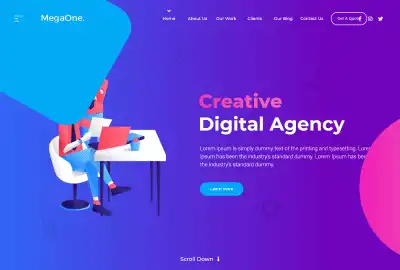 MegaOne.
Home About Us Our Work Clients Our Blog Contact Us Get A Quote
Creative
Digital Agency
Lorem ipsum is simply dummy text of the printing and typesetting. Lorem
Ipsum has been the industry's standard dummy. Lorem Ipsum has been
the industry's standard dummy.
Learn More
Scroll Down